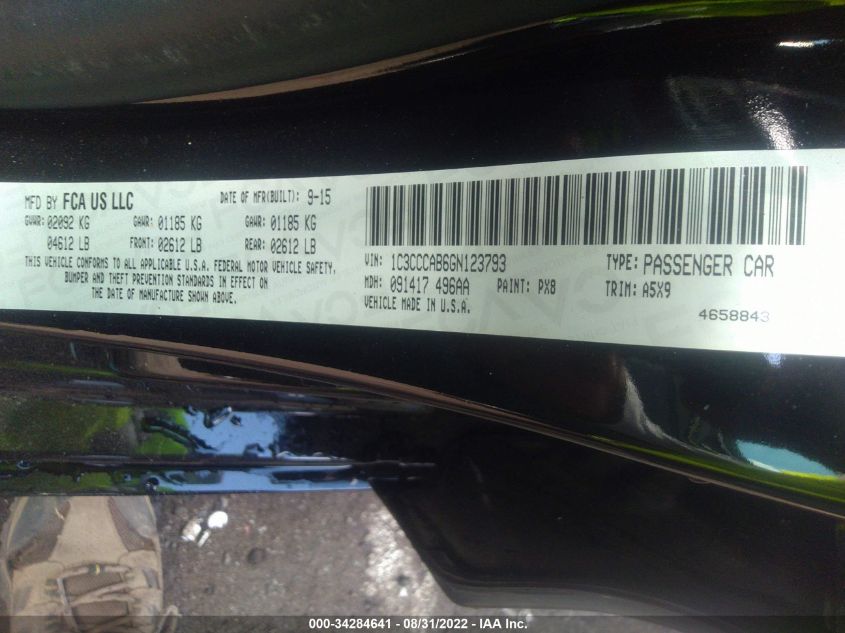 MFD BY FCA US LLC DATE OF MFR(BUILT): 9-15
GVWR: 02092 KG GAWR: 01185 KG GAWR: 01185 KG
04612 LB FRONT: 02612 LB REAR: 02612 LB
THIS VEHICLE CONFORMS TO ALL APPLICABLE U.S.A. FEDERAL MOTOR VEHICLE SAFETY,
BUMPER AND THEFT PREVENTION STANDARDS IN EFFECT ON
THE DATE OF MANUFACTURE SHOWN ABOVE.
VIN: 1C3CCCAB6GN123793 TYPE: PASSENGER CAR
MDH: 091417 496AA PAINT: PX8 TRIM: A5X9
VEHICLE MADE IN U.S.A.
4658843
000-34284641 - 08/31/2022 - IAA Inc.